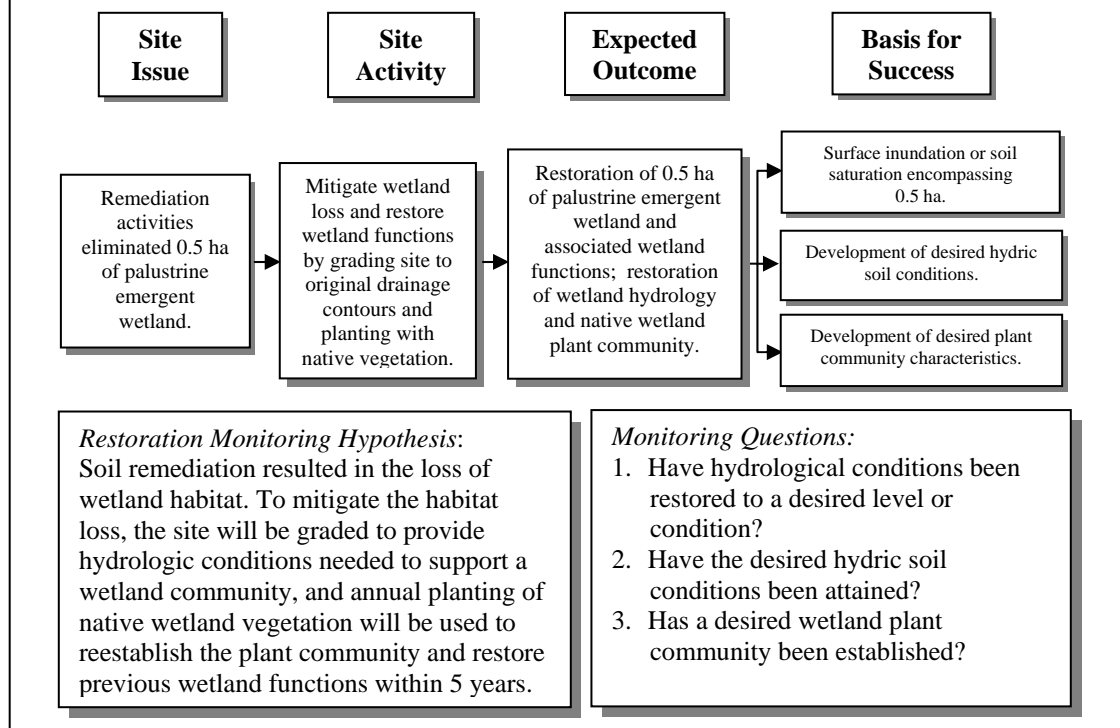 Site
Issue
Site
Activity
Expected
Outcome
Basis for
Success
Remediation
activities
eliminated 0.5 ha
of palustrine
emergent
wetland.
Mitigate wetland
loss and restore
wetland functions
by grading site to
original drainage
contours and
planting with
native vegetation.
Restoration of 0.5 ha
of palustrine emergent
wetland and
associated wetland
functions; restoration
of wetland hydrology
and native wetland
plant community.
Surface inundation or soil
saturation encompassing
0.5 ha.
Development of desired hydric
soil conditions.
Development of desired plant
community characteristics.
Restoration Monitoring Hypothesis:
Soil remediation resulted in the loss of
wetland habitat. To mitigate the habitat
loss, the site will be graded to provide
hydrologic conditions needed to support a
wetland community, and annual planting of
native wetland vegetation will be used to
reestablish the plant community and restore
previous wetland functions within 5 years.
Monitoring Questions:
1. Have hydrological conditions been
restored to a desired level or
condition?
2. Have the desired hydric soil
conditions been attained?
3. Has a desired wetland plant
community been established?